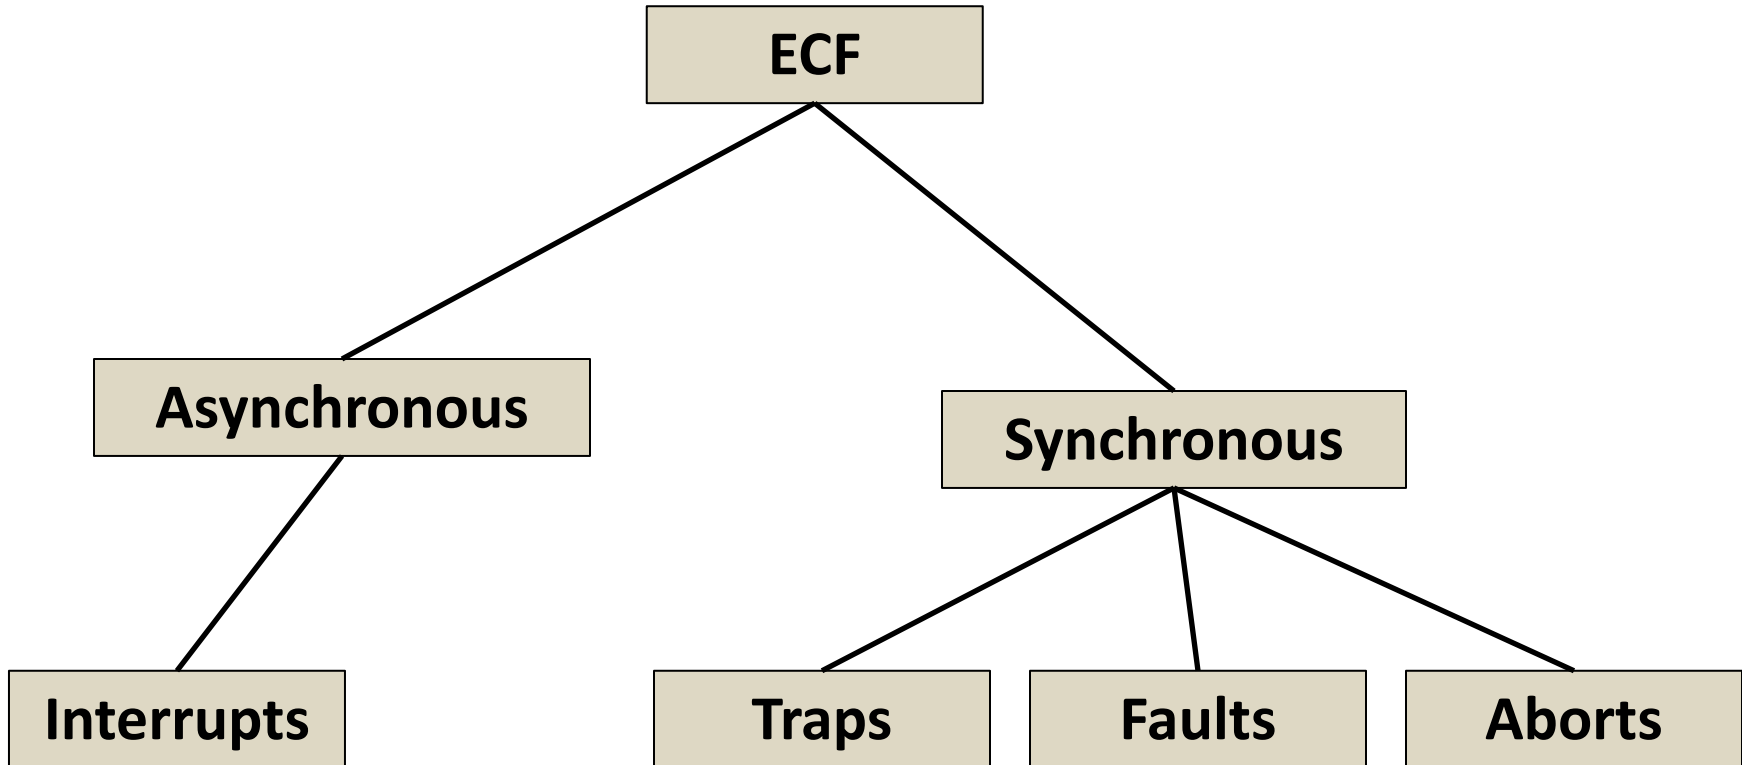 ECF
Asynchronous
Synchronous
Interrupts
Traps
Faults
Aborts